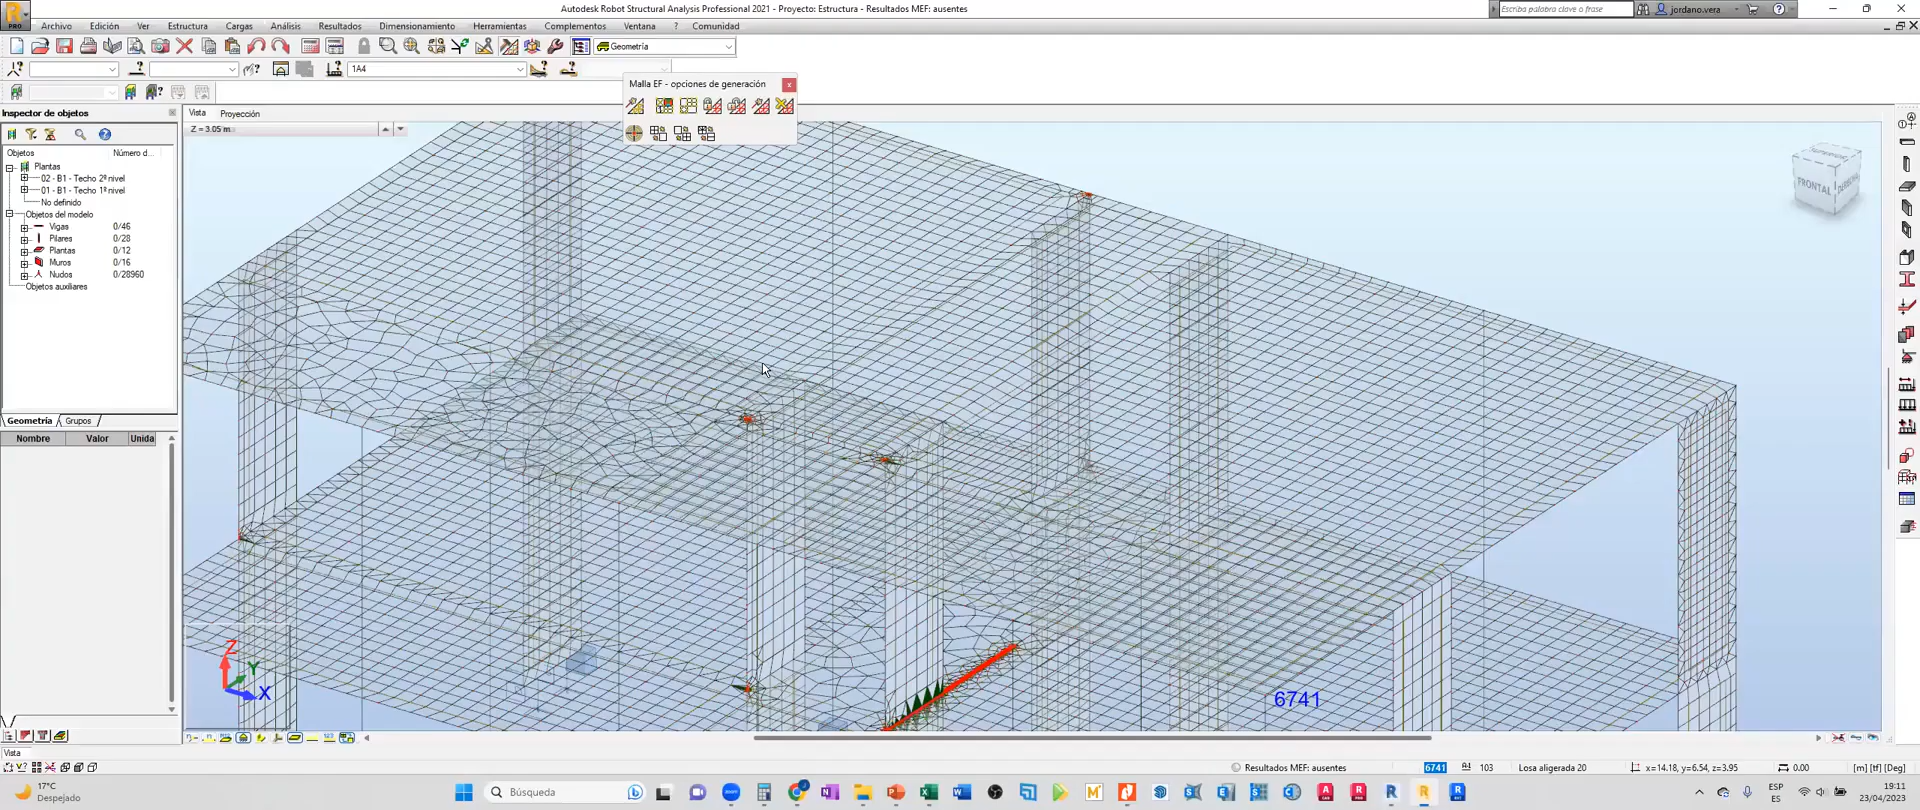 PRO
Autodesk Robot Structural Analysis Professional 2021 - Proyecto: Estructura - Resultados MEF: ausentes
Escriba palabra clave o frase
jordano.vera
Archivo Edición Ver Estructura Cargas Análisis Resultados Dimensionamiento Herramientas Complementos Ventana ? Comunidad
Geometría
1A4
Malla EF - opciones de generación
Inspector de objetos
Vista Proyección
Z = 3.05 m
Objetos Número d...
Plantas
02 - B1 - Techo 2º nivel
01 - B1 - Techo 1º nivel
No definido
Objetos del modelo
Vigas 0/46
Pilares 0/28
Plantas 0/12
Muros 0/16
Nudos 0/28960
Objetos auxiliares
FRONTAL
Geometría Grupos
Nombre Valor Unida
Z
Y
X
6741
Vista
Resultados MEF: ausentes 6741 103 Losa aligerada 20 x=14.18, y=6.54, z=3.95 0.00 [m] [tf] [Deg]
17°C
Despejado
Búsqueda
ESP
ES
19:11
23/04/2023